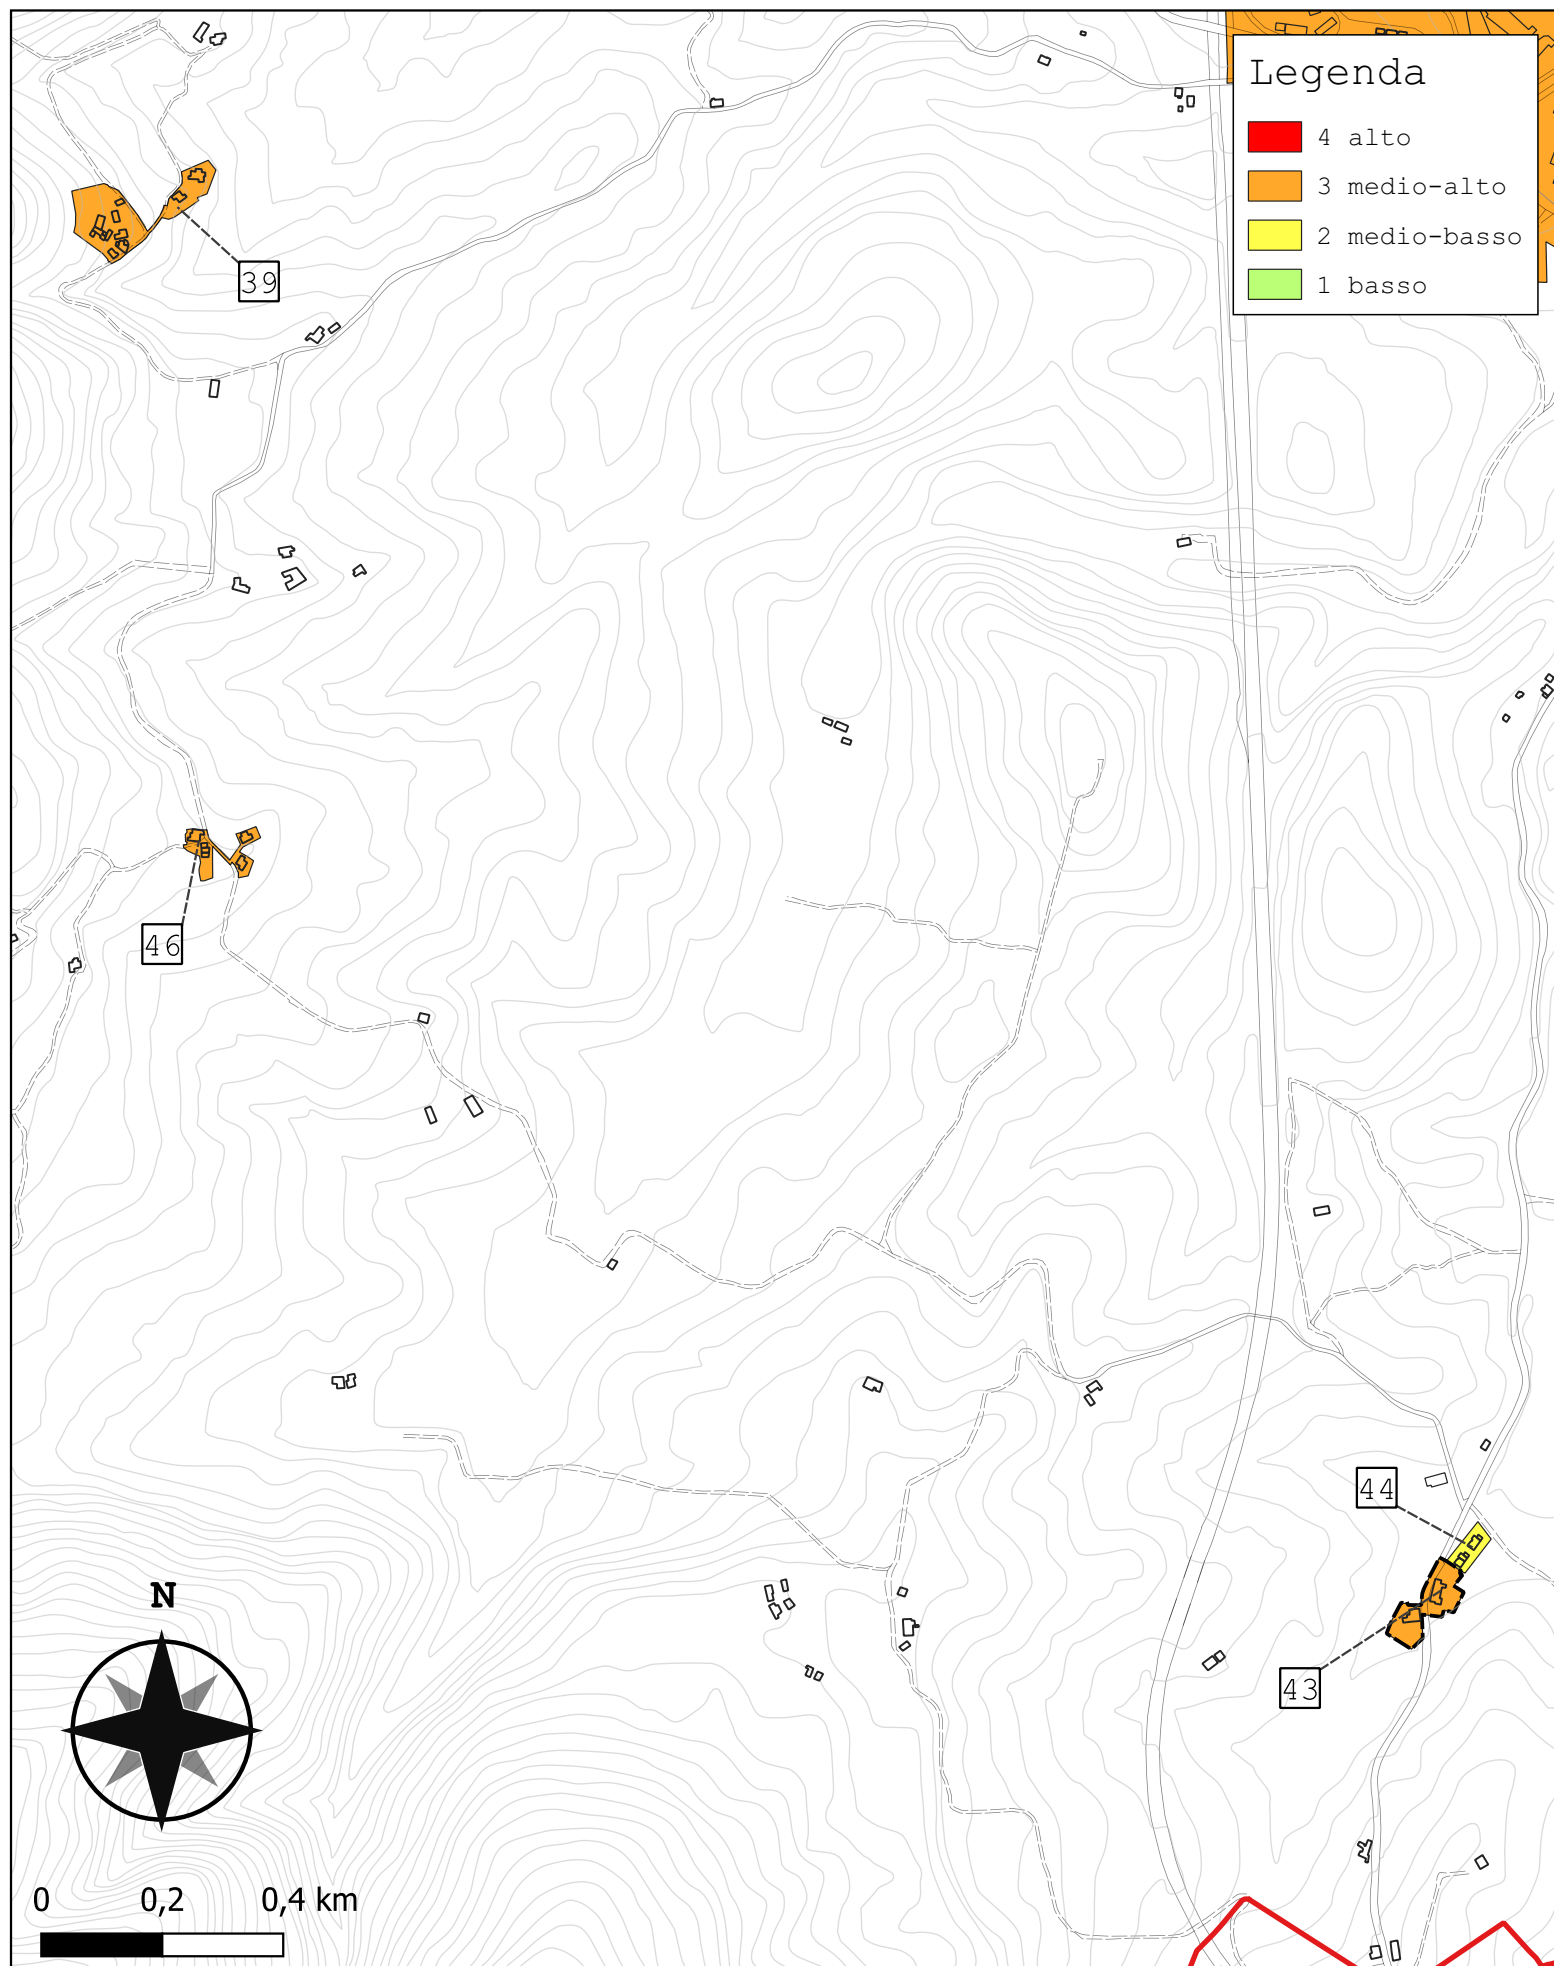 Legenda
4 alto
3 medio-alto
2 medio-basso
1 basso
39
46
44
43
N
0 0,2 0,4 km